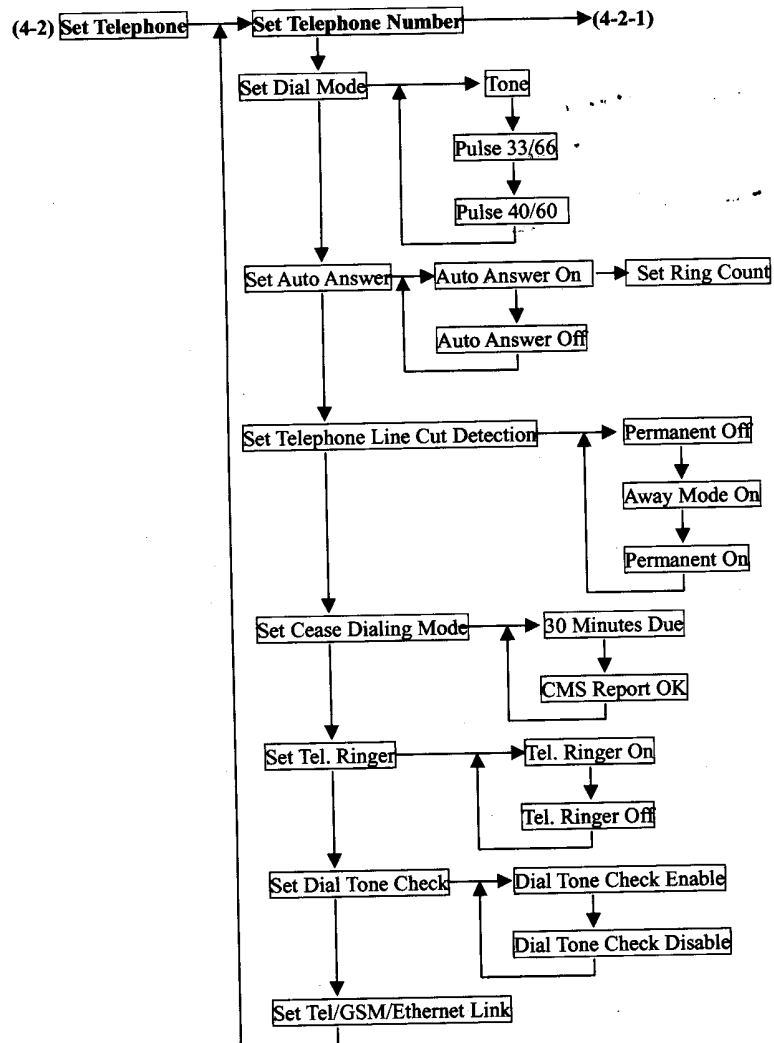 (4-2) Set Telephone Set Telephone Number (4-2-1)
Set Dial Mode Tone
Pulse 33/66
Pulse 40/60
Set Auto Answer Auto Answer On Set Ring Count
Auto Answer Off
Set Telephone Line Cut Detection Permanent Off
Away Mode On
Permanent On
Set Cease Dialing Mode 30 Minutes Due
CMS Report OK
Set Tel. Ringer Tel. Ringer On
Tel. Ringer Off
Set Dial Tone Check Dial Tone Check Enable
Dial Tone Check Disable
Set Tel/GSM/Ethernet Link